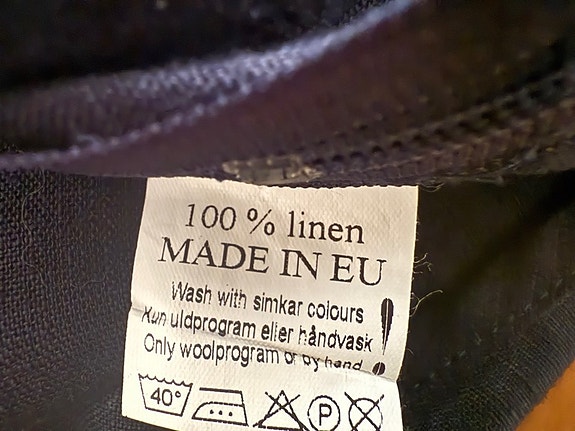 100 % linen
MADE IN EU
Wash with simkar colours
Kun uldprogram eller håndvask
Only woolprogram or by hand
!
40°
P